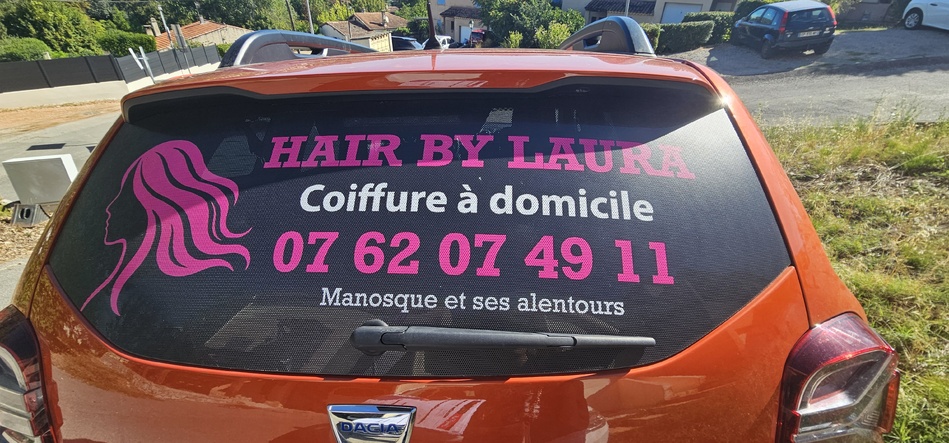 HAIR BY LAURA
Coiffure à domicile
07 62 07 49 11
Manosque et ses alentours
DACIA